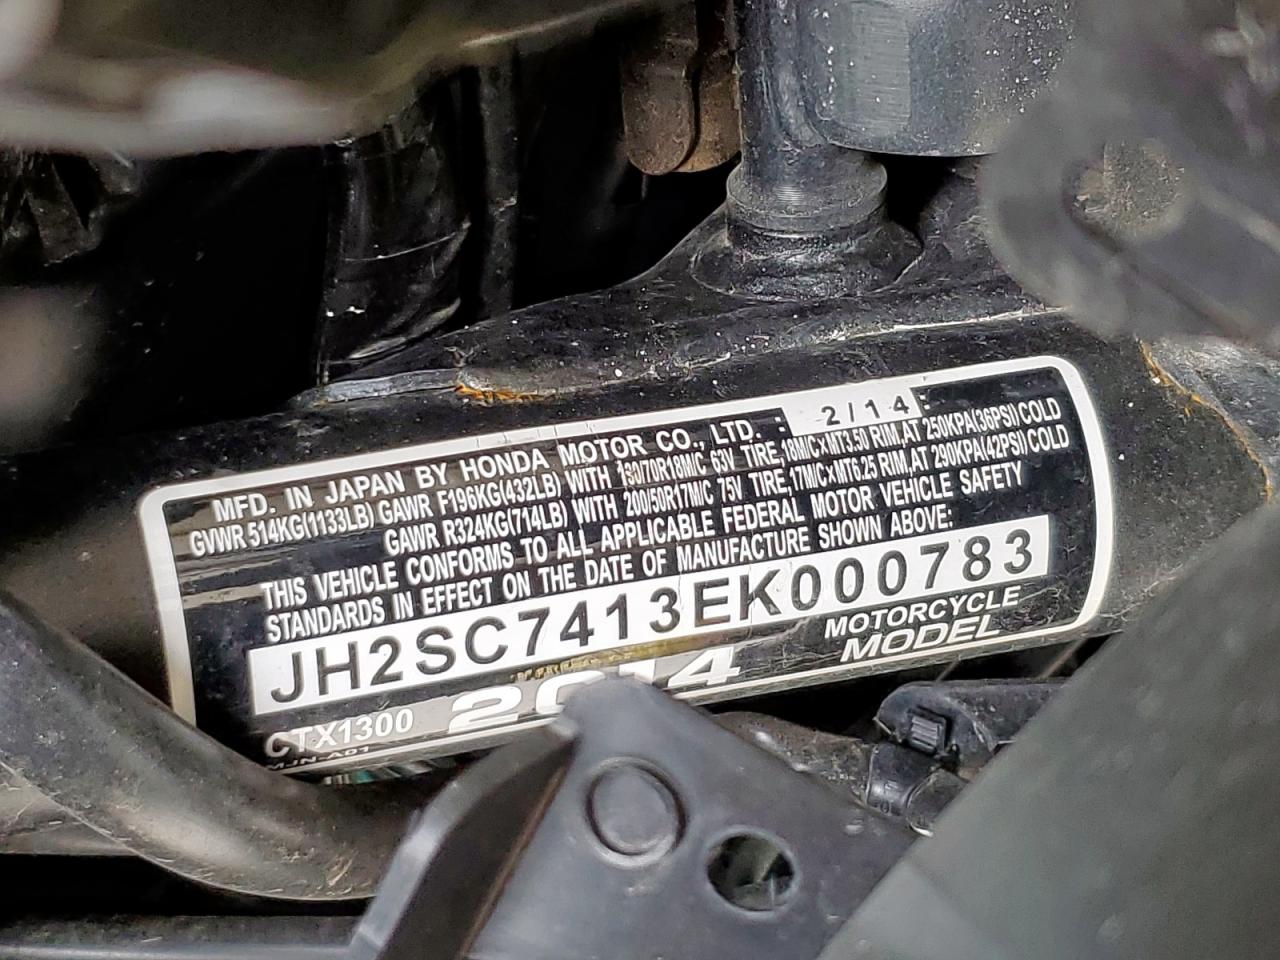 MFD. IN JAPAN BY HONDA MOTOR CO., LTD. : 2/14 :
GVWR 514KG(1133LB) GAWR F196KG(432LB) WITH 130/70R18M/C 63V TIRE,18M/C×MT3.50 RIM,AT 250KPA(36PSI)COLD
GAWR R324KG(714LB) WITH 200/50R17M/C 75V TIRE,17M/C×MT6.25 RIM,AT 290KPA(42PSI)COLD
THIS VEHICLE CONFORMS TO ALL APPLICABLE FEDERAL MOTOR VEHICLE SAFETY
STANDARDS IN EFFECT ON THE DATE OF MANUFACTURE SHOWN ABOVE:
JH2SC7413EK000783
MOTORCYCLE
CTX1300 2014 MODEL
MJN-A01